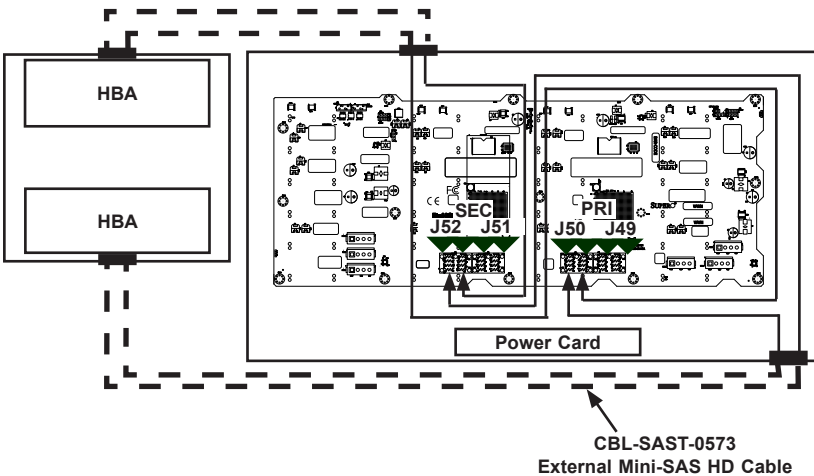 HBA
HBA
SEC
PRI
J52
J51
J50
J49
Power Card
CBL-SAST-0573
External Mini-SAS HD Cable